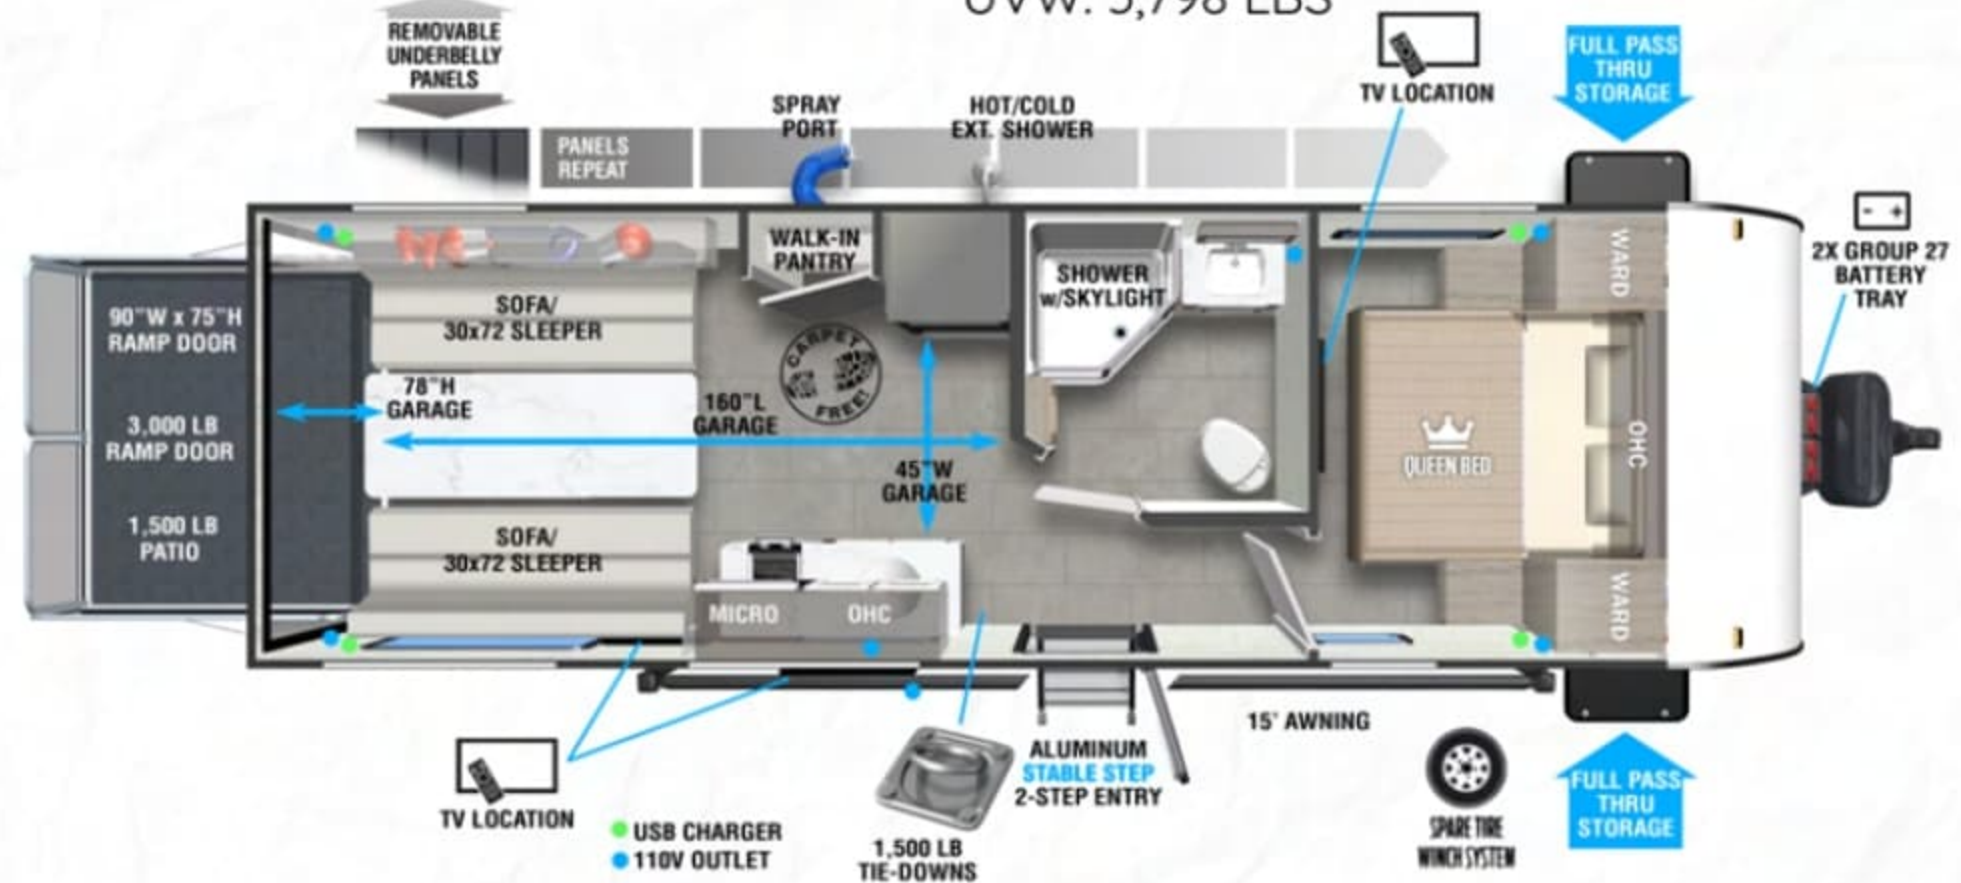 UVW: 5,798 LBS
REMOVABLE
UNDERBELLY
PANELS
PANELS
REPEAT
SPRAY
PORT
HOT/COLD
EXT. SHOWER
TV LOCATION
FULL PASS
THRU
STORAGE
- +
2X GROUP 27
BATTERY
TRAY
90"W x 75"H
RAMP DOOR
3,000 LB
RAMP DOOR
1,500 LB
PATIO
SOFA/
30x72 SLEEPER
78"H
GARAGE
160"L
GARAGE
45"W
GARAGE
SOFA/
30x72 SLEEPER
WALK-IN
PANTRY
CARPET
FREE!
SHOWER
w/SKYLIGHT
MICRO
OHC
QUEEN BED
WARD
OHC
WARD
TV LOCATION
USB CHARGER
110V OUTLET
1,500 LB
TIE-DOWNS
ALUMINUM
STABLE STEP
2-STEP ENTRY
15' AWNING
SPARE TIRE
WINCH SYSTEM
FULL PASS
THRU
STORAGE